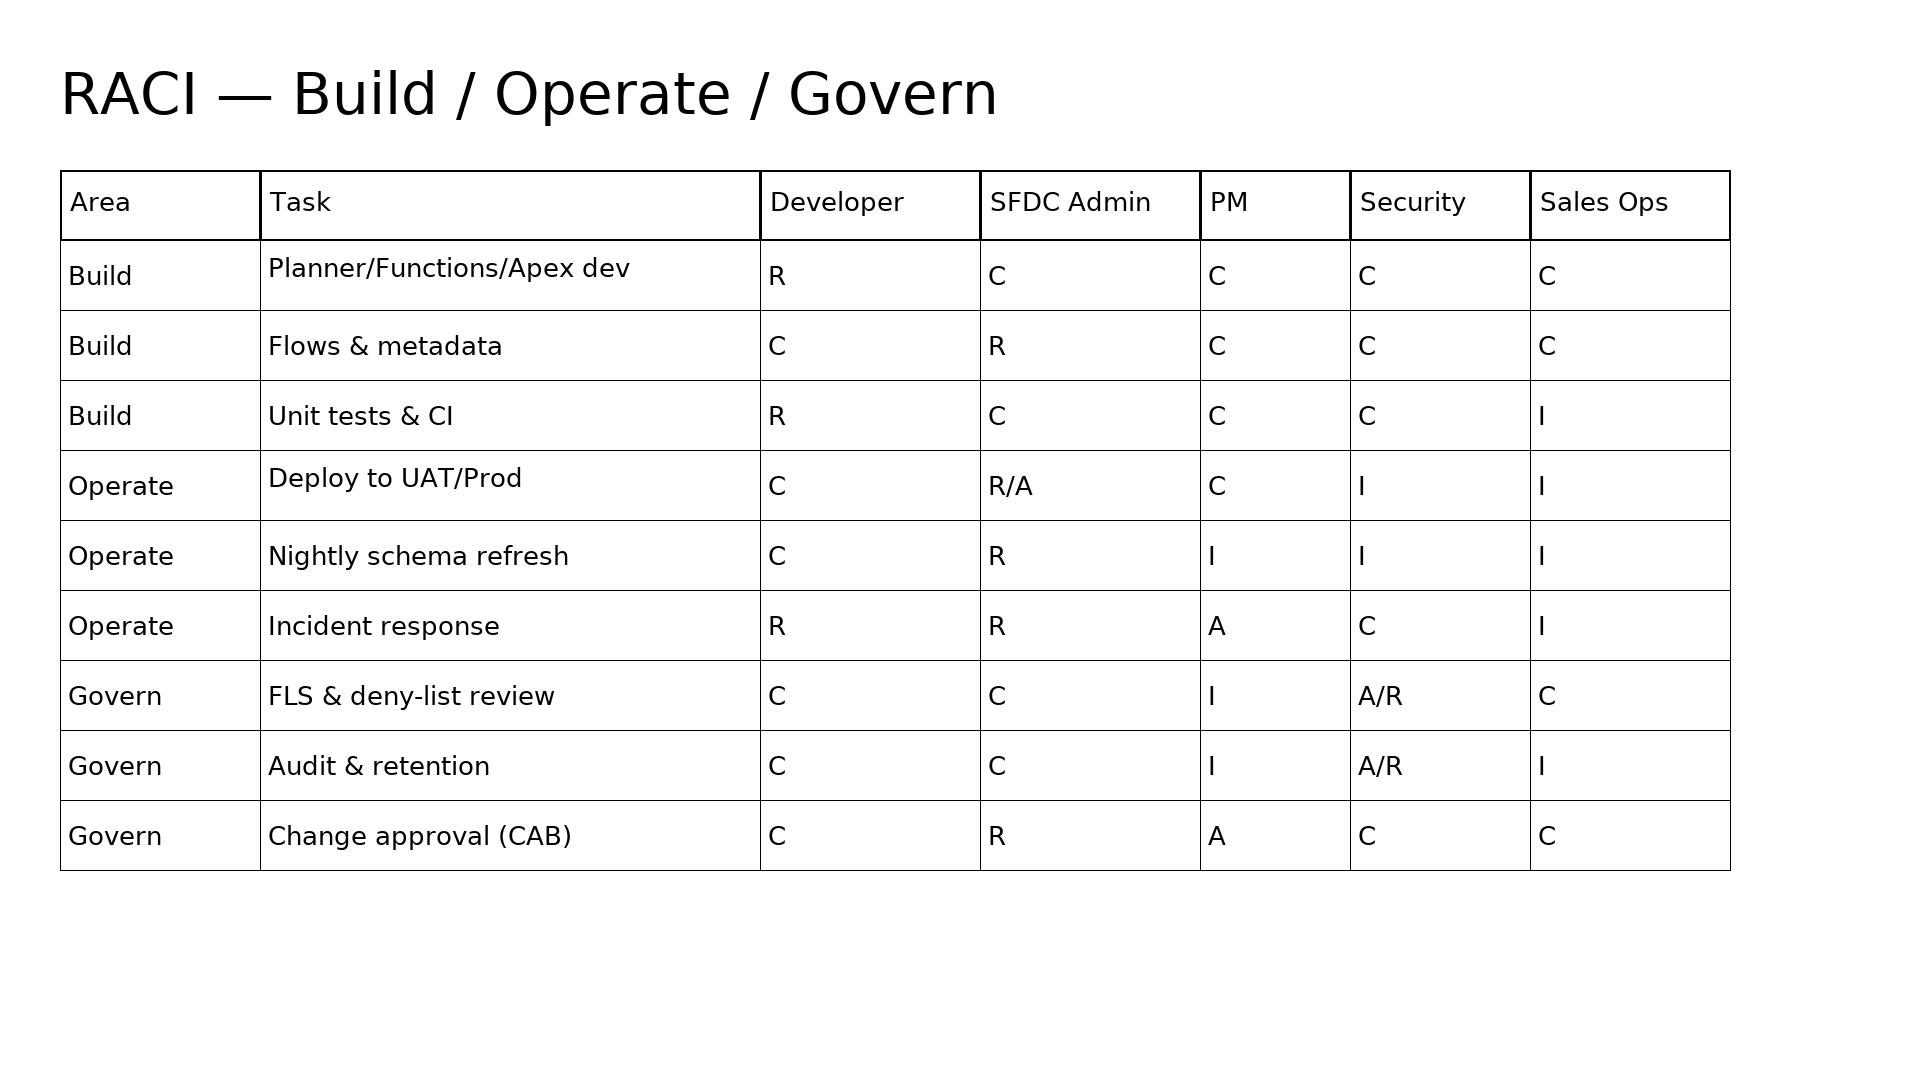 RACI — Build / Operate / Govern
Area Task Developer SFDC Admin PM Security Sales Ops
Build Planner/Functions/Apex dev R C C C C
Build Flows & metadata C R C C C
Build Unit tests & CI R C C C I
Operate Deploy to UAT/Prod C R/A C I I
Operate Nightly schema refresh C R I I I
Operate Incident response R R A C I
Govern FLS & deny-list review C C I A/R C
Govern Audit & retention C C I A/R I
Govern Change approval (CAB) C R A C C